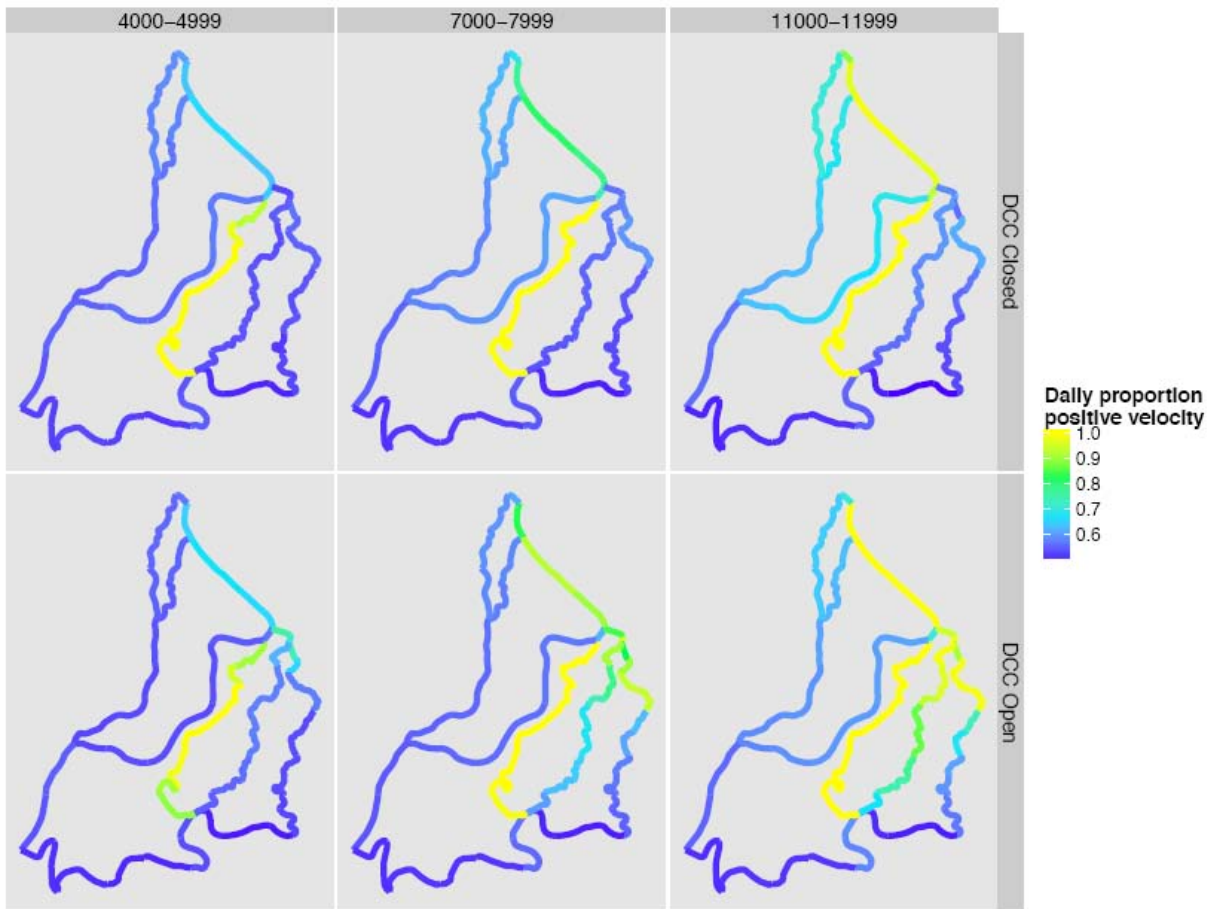 4000–4999
7000–7999
11000–11999
DCC Closed
DCC Open
Daily proportion
positive velocity
1.0
0.9
0.8
0.7
0.6